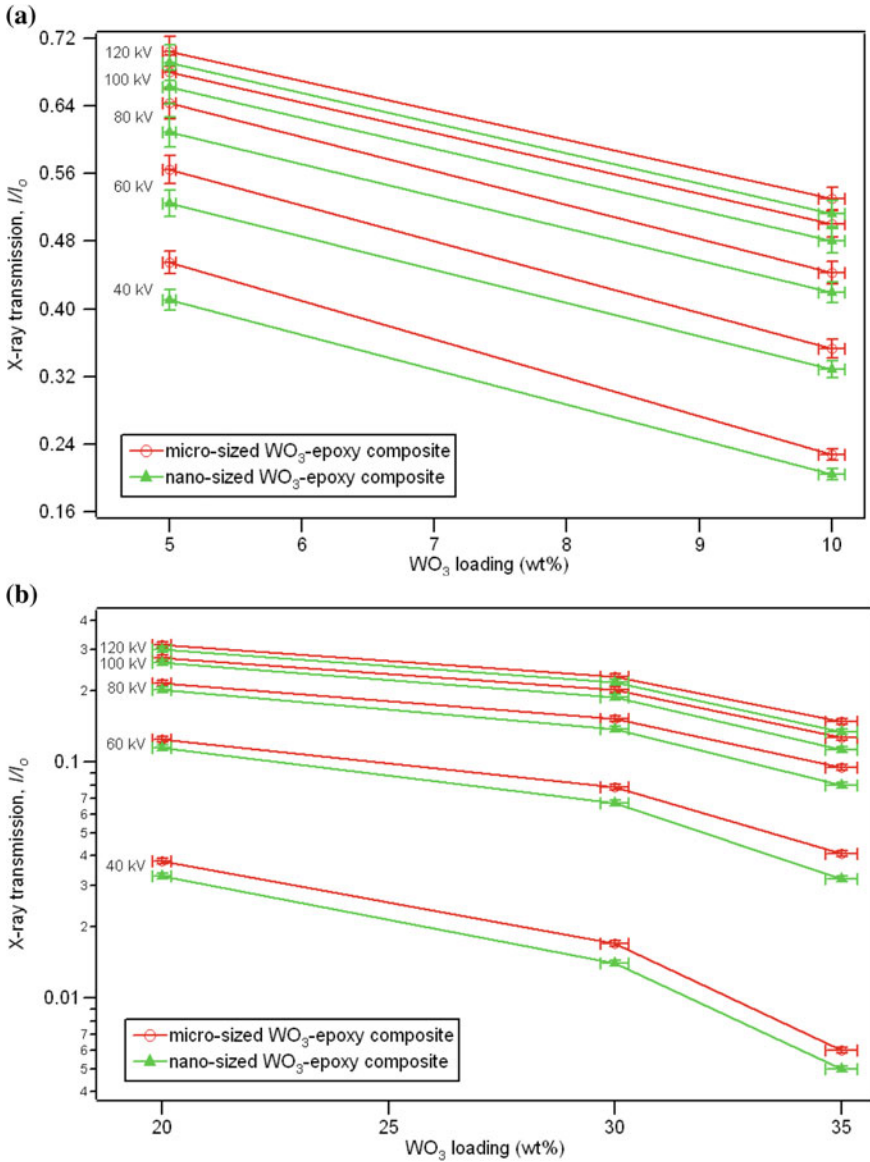 (a)
0.72
0.64
0.56
0.48
0.40
0.32
0.24
0.16
X-ray transmission, I/Io
120 kV
100 kV
80 kV
60 kV
40 kV
micro-sized WO3-epoxy composite
nano-sized WO3-epoxy composite
5 6 7 8 9 10
WO3 loading (wt%)
(b)
4
3
2
0.1
7
6
5
4
3
2
0.01
7
6
5
4
X-ray transmission, I/Io
120 kV
100 kV
80 kV
60 kV
40 kV
micro-sized WO3-epoxy composite
nano-sized WO3-epoxy composite
20 25 30 35
WO3 loading (wt%)